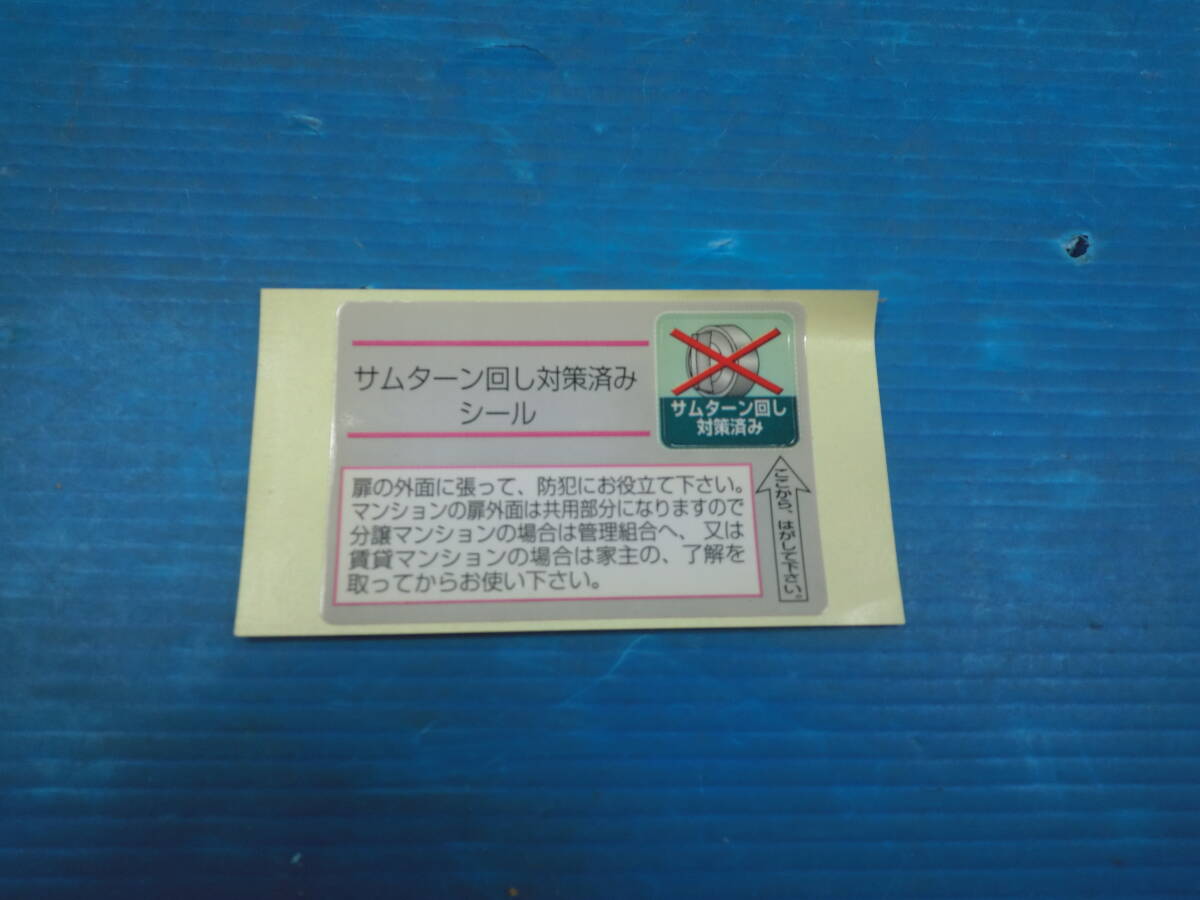 サムターン回し対策済み
シール
サムターン回し
対策済み
扉の外面に張って、防犯にお役立て下さい。
マンションの扉外面は共用部分になりますので
分譲マンションの場合は管理組合へ、又は
賃貸マンションの場合は家主の、了解を
取ってからお使い下さい。
ここから、はがして下さい。